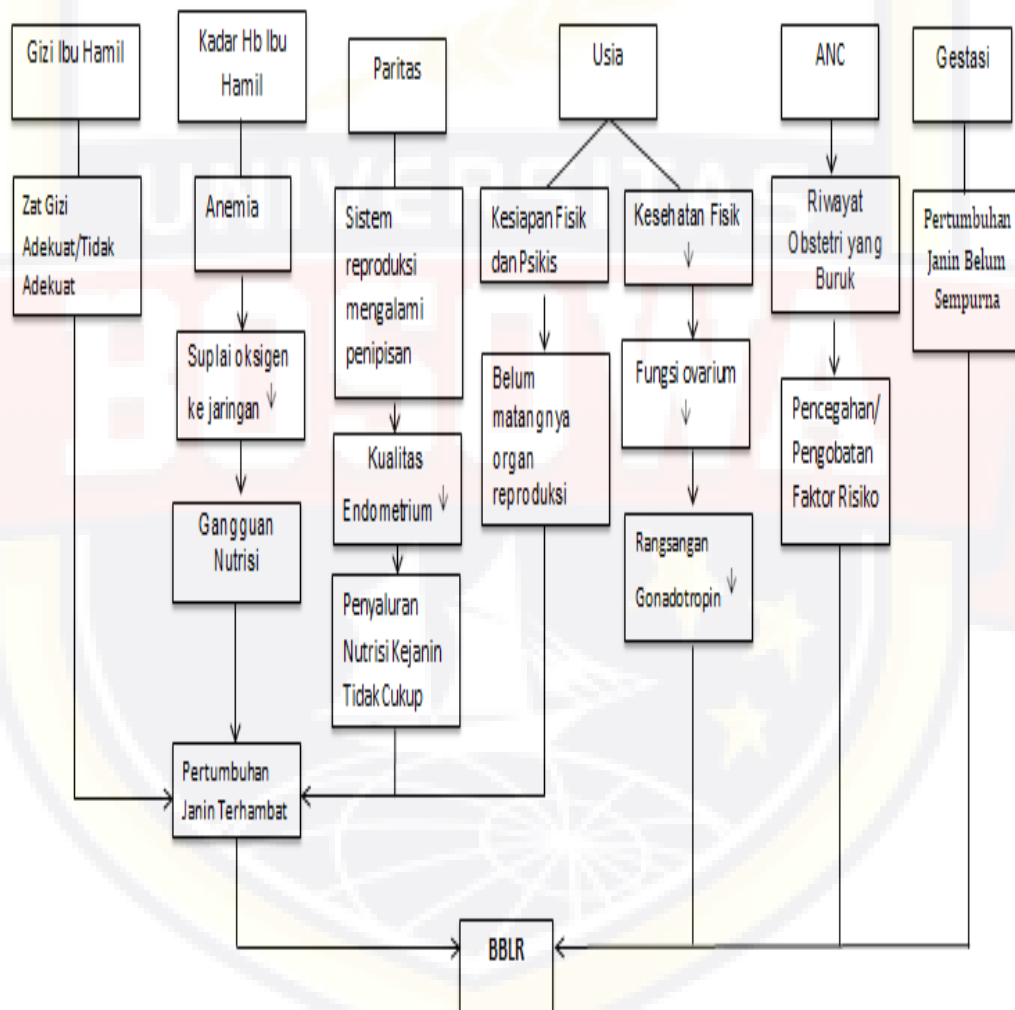 Gizi Ibu Hamil
Kadar Hb Ibu
Hamil
Paritas
Usia
ANC
Gestasi
Zat Gizi
Adekuat/Tidak
Adekuat
Anemia
Sistem
reproduksi
mengalami
penipisan
Kesiapan Fisik
dan Psikis
Kesehatan Fisik
↓
Riwayat
Obstetri yang
Buruk
Pertumbuhan
Janin Belum
Sempurna
Suplai oksigen
ke jaringan ↓
Kualitas
Endometrium ↓
Belum
matangnya
organ
reproduksi
Fungsi ovarium
↓
Pencegahan/
Pengobatan
Faktor Risiko
Gangguan
Nutrisi
Penyaluran
Nutrisi Kejanin
Tidak Cukup
Rangsangan
Gonadotropin ↓
Pertumbuhan
Janin Terhambat
BBLR
UNIVERSITAS
BOSOWA